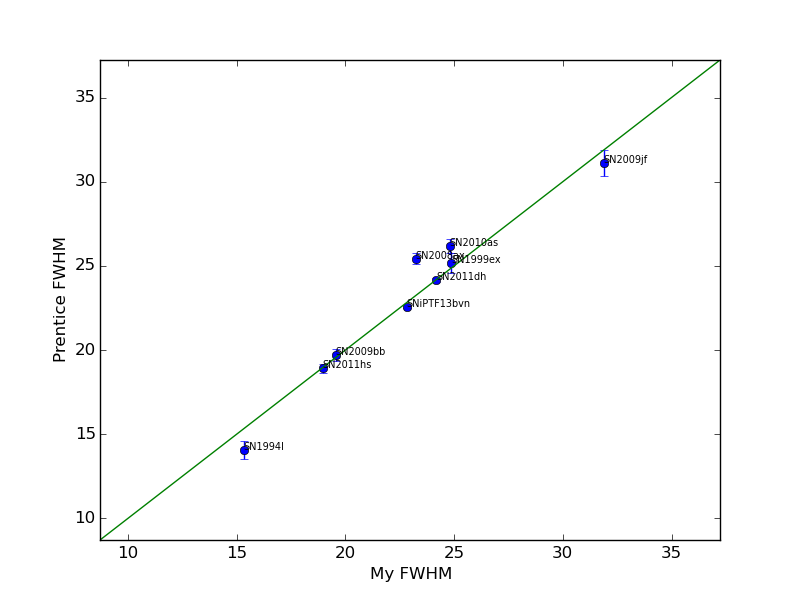 35
SN2009jf
30
SN2010as
SN1999ex
25
SN2011dh
SNiPTF13bvn
Prentice FWHM
20
SN2009bb
SN2011hs
15
SN1994I
10
10 15 20 25 30 35
My FWHM